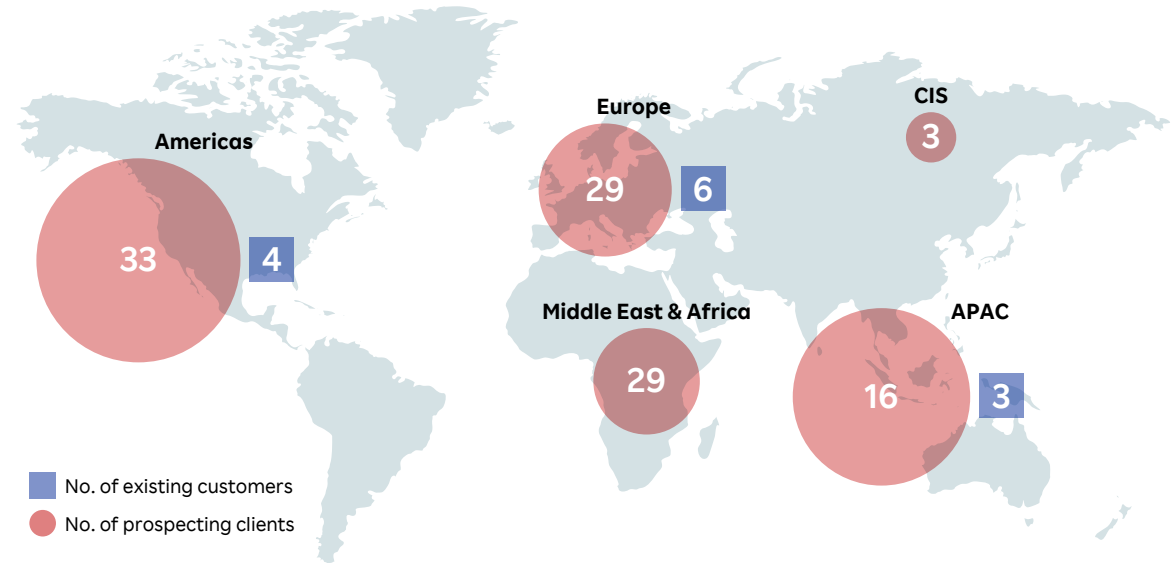 CIS
3
Europe
29
6
Americas
33
4
Middle East & Africa
29
APAC
16
3
No. of existing customers
No. of prospecting clients